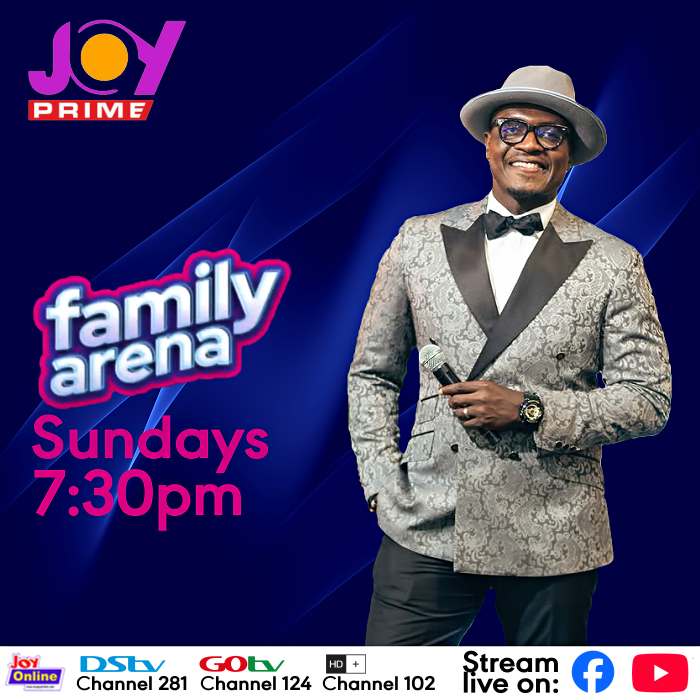 JOY
PRIME
family
arena
Sundays
7:30pm
Joy
Online
DStv
Channel 281
GOtv
Channel 124
HD +
Channel 102
Stream
live on: